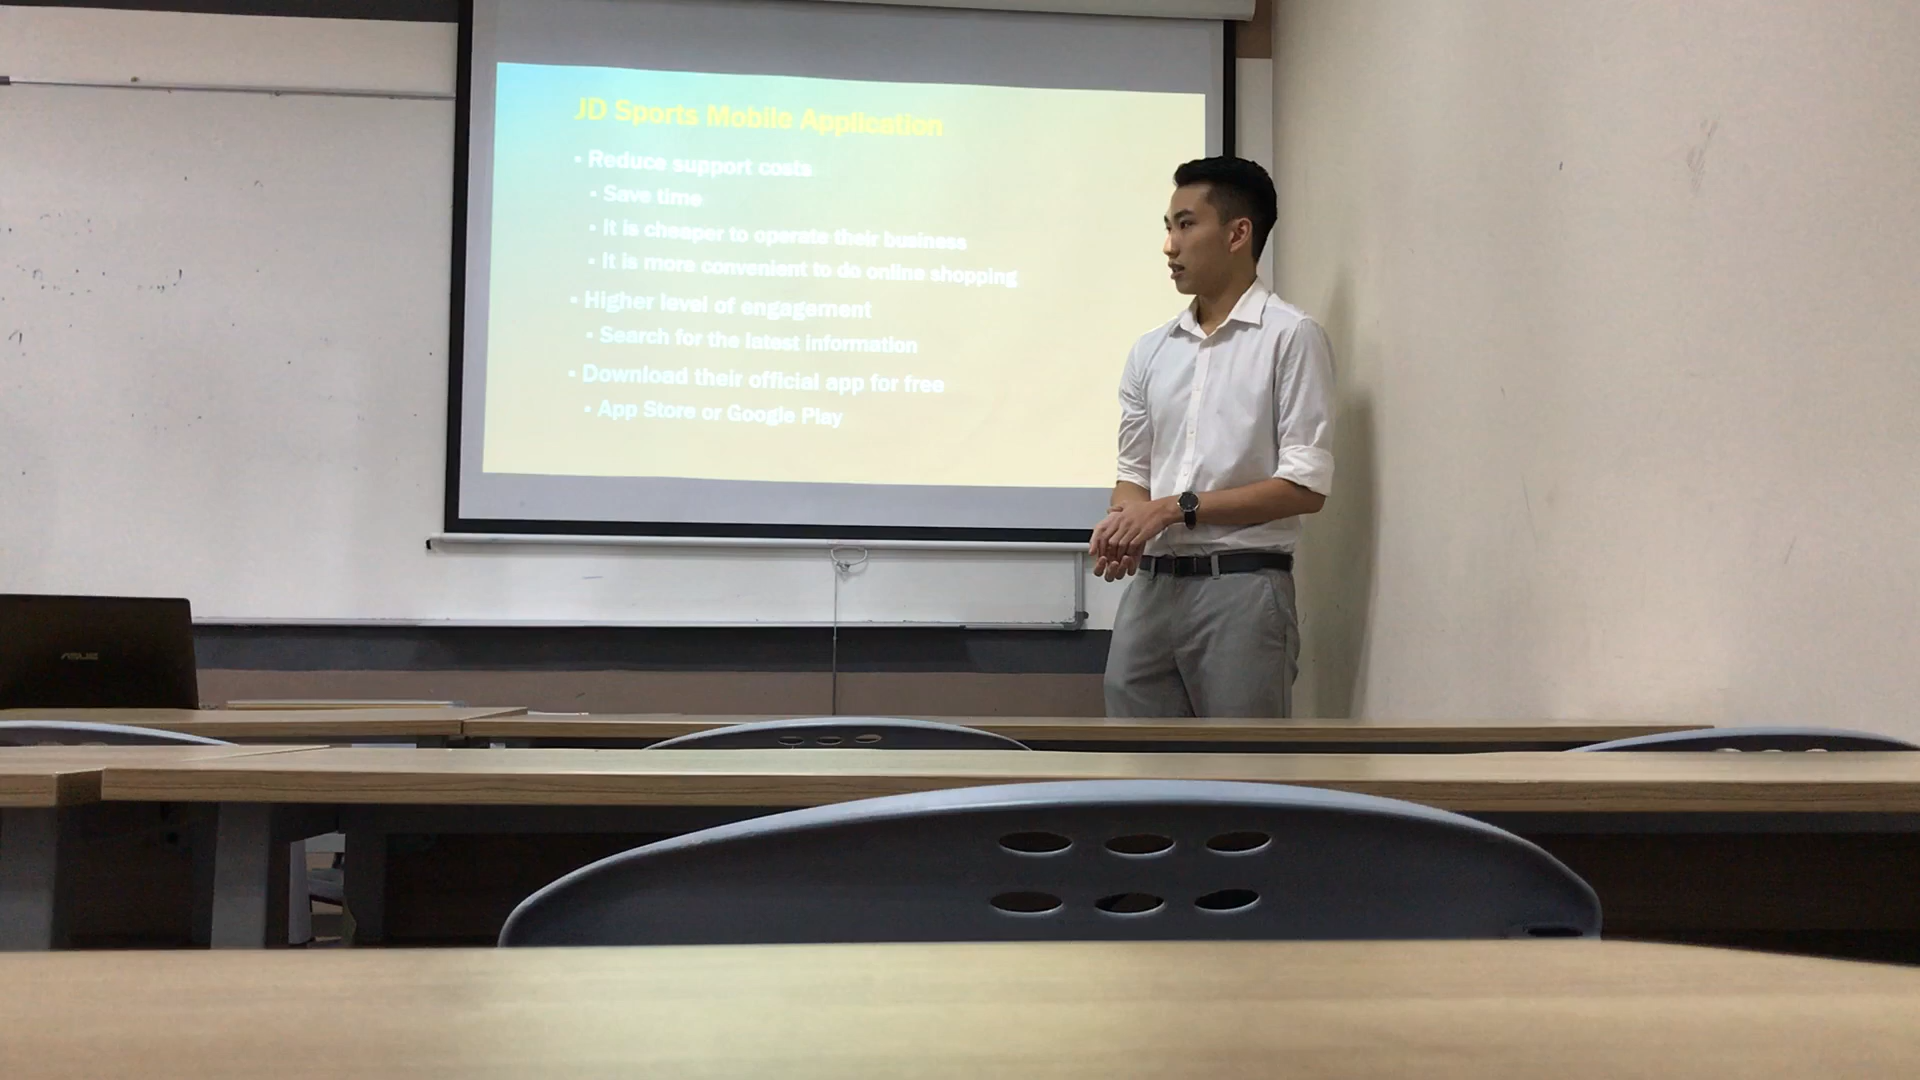 JD Sports Mobile Application
▪ Reduce support costs
▪ Save time
▪ It is cheaper to operate their business
▪ It is more convenient to do online shopping
▪ Higher level of engagement
▪ Search for the latest information
▪ Download their official app for free
▪ App Store or Google Play
ASUS